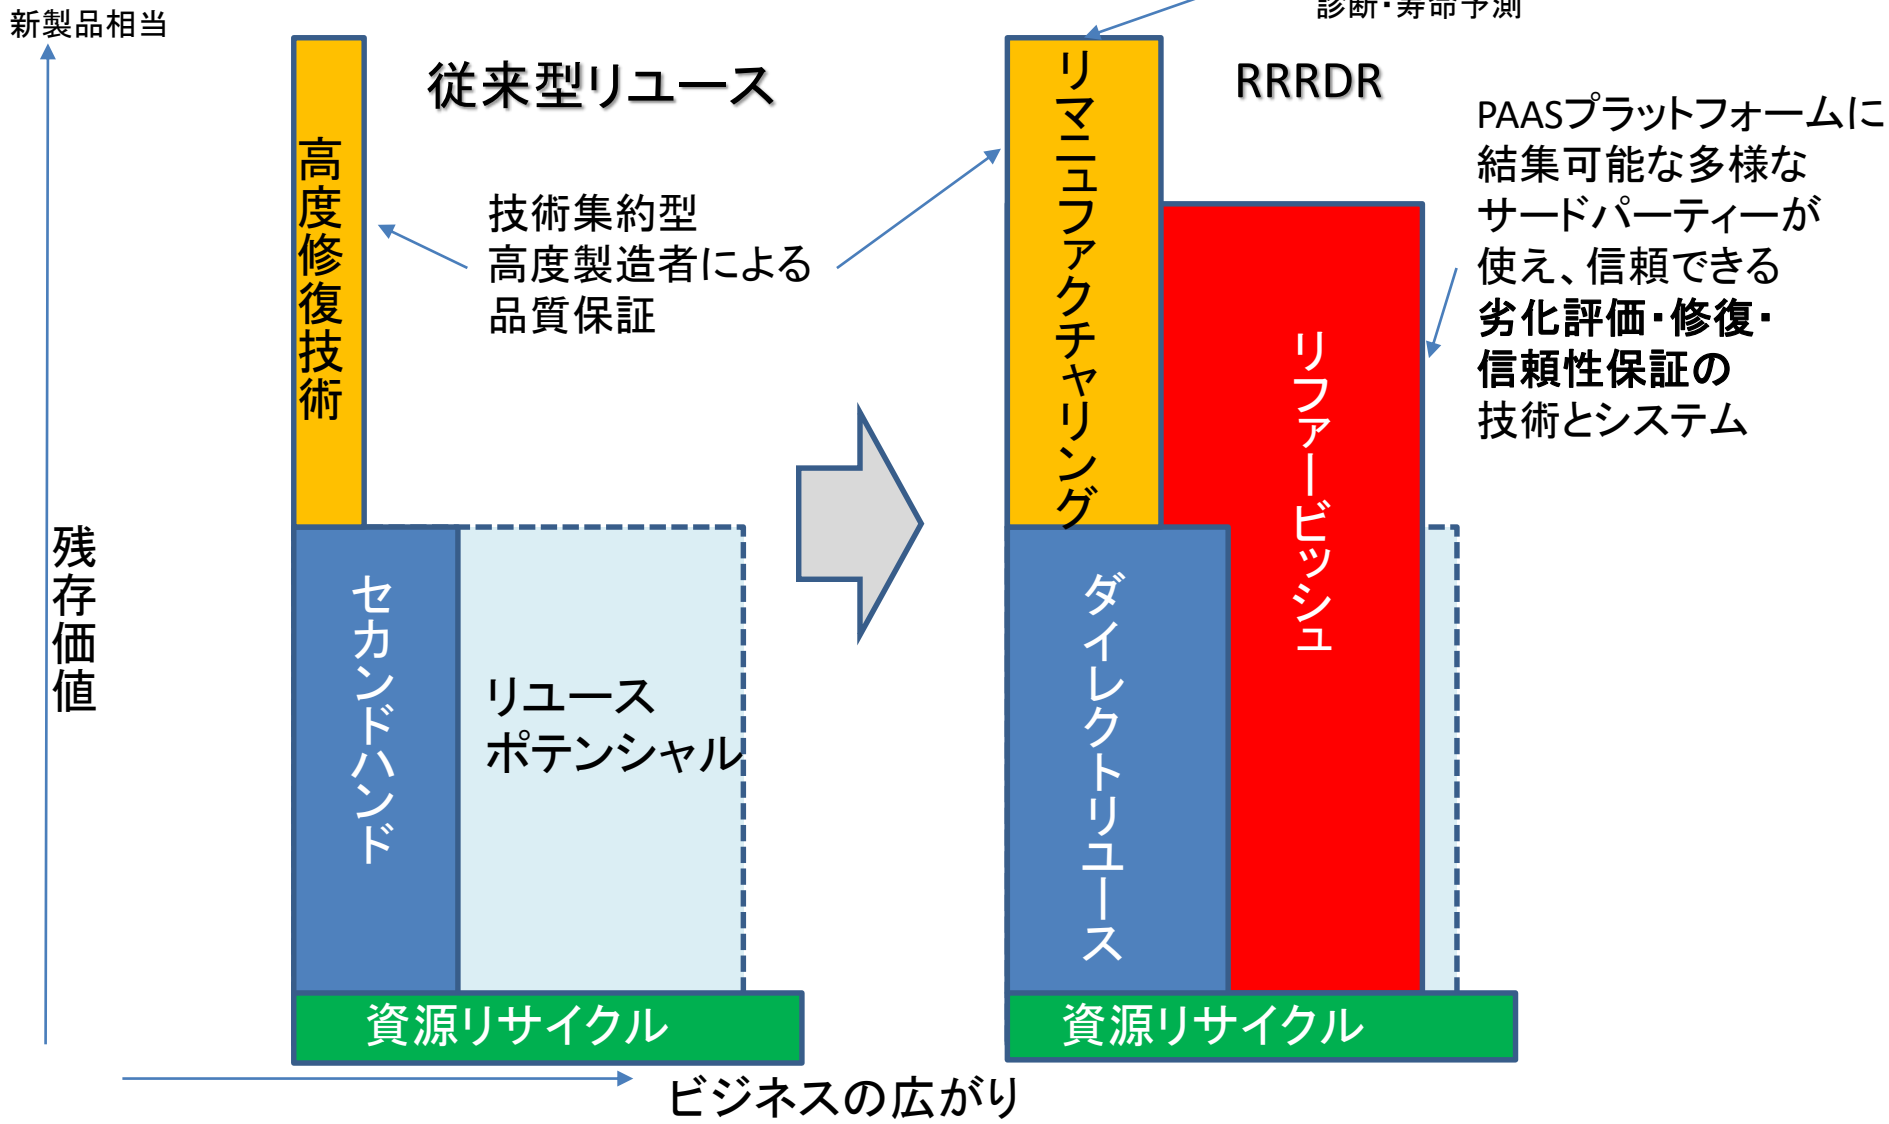 新製品相当
診断・寿命予測
従来型リユース
RRRDR
高度修復技術
技術集約型
高度製造者による
品質保証
リマニュファクチャリング
PAASプラットフォームに
結集可能な多様な
サードパーティーが
使え、信頼できる
劣化評価・修復・
信頼性保証の
技術とシステム
リファービッシュ
残存価値
セカンドハンド
リユース
ポテンシャル
ダイレクトリユース
資源リサイクル
資源リサイクル
ビジネスの広がり